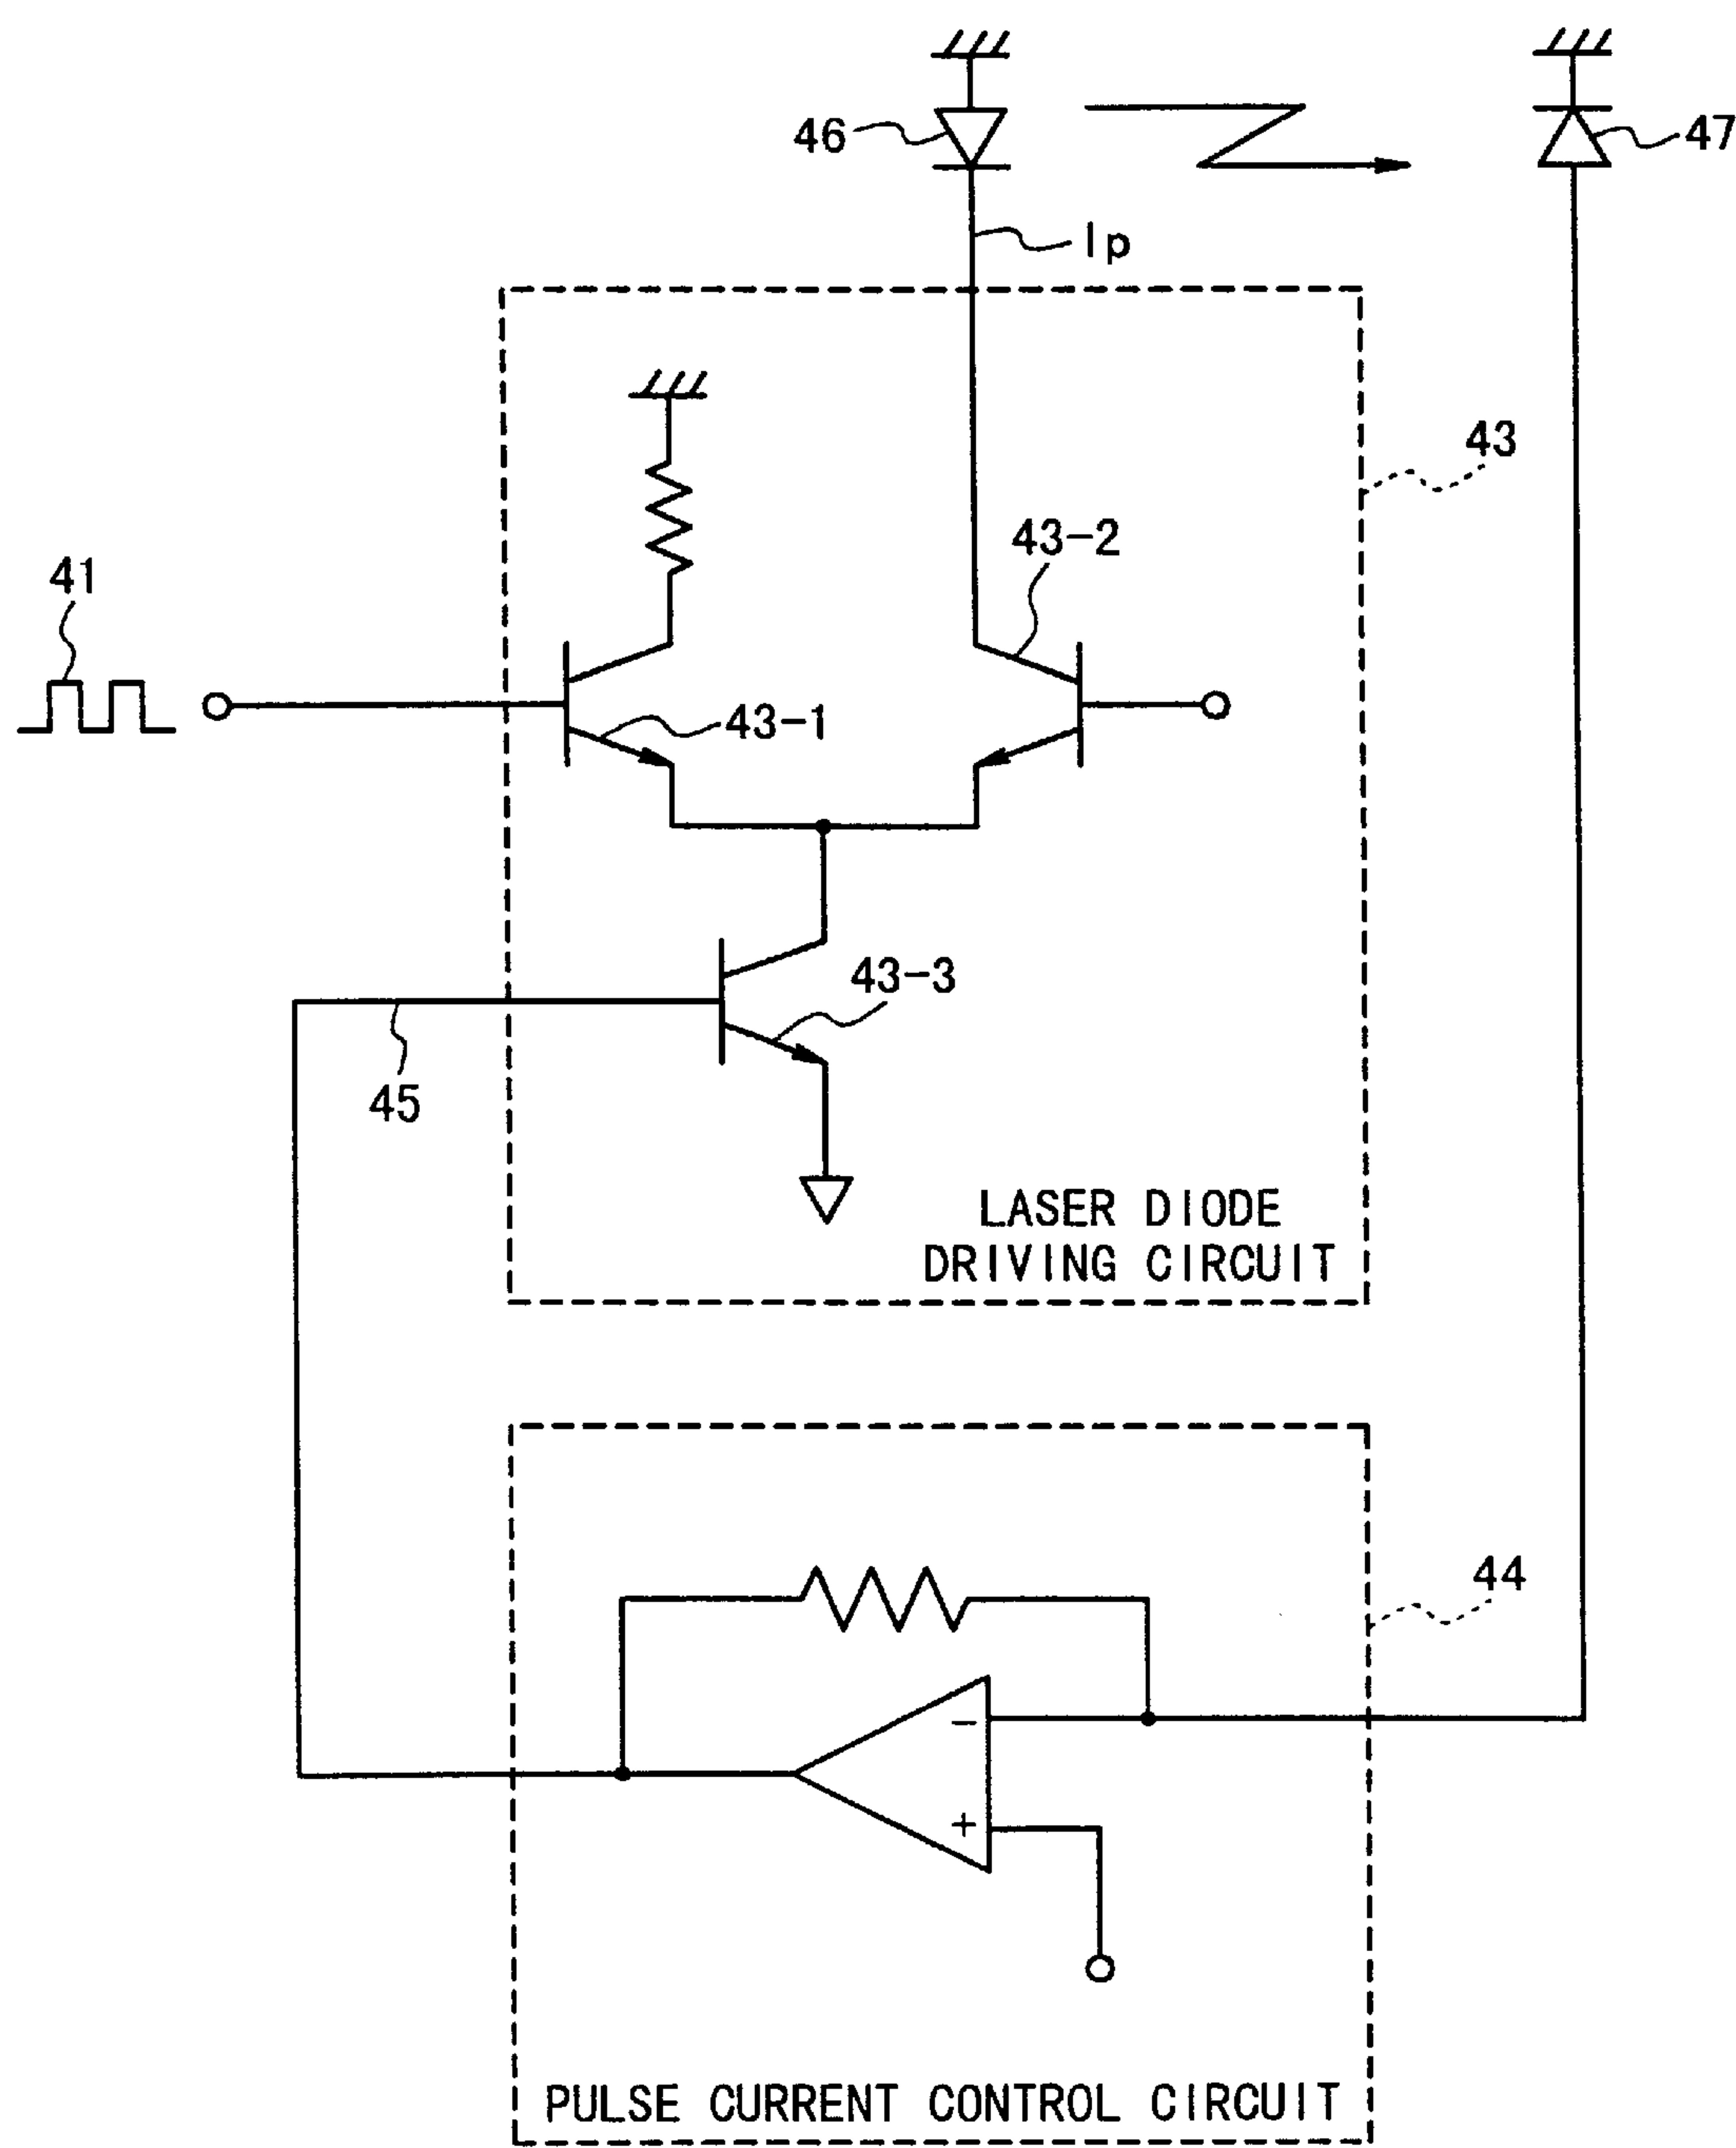 46
47
Ip
43
43-2
41
43-1
43-3
45
LASER DIODE
DRIVING CIRCUIT
44
−
+
PULSE CURRENT CONTROL CIRCUIT